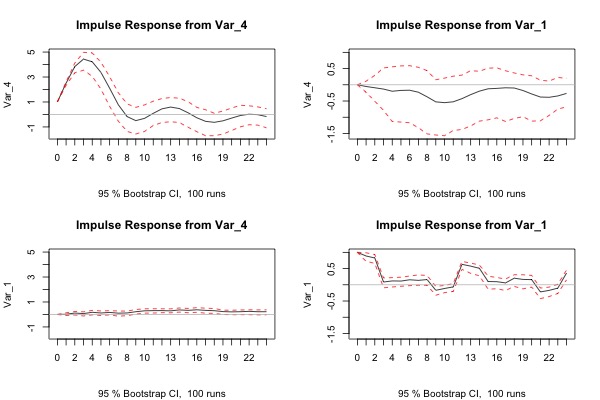 Impulse Response from Var_4
Var_4
5
3
1
-1
0 2 4 6 8 10 13 16 19 22
95 % Bootstrap CI, 100 runs
Impulse Response from Var_1
Var_4
0.5
-0.5
-1.5
0 2 4 6 8 10 13 16 19 22
95 % Bootstrap CI, 100 runs
Impulse Response from Var_4
Var_1
5
3
1
-1
0 2 4 6 8 10 13 16 19 22
95 % Bootstrap CI, 100 runs
Impulse Response from Var_1
Var_1
0.5
-0.5
-1.5
0 2 4 6 8 10 13 16 19 22
95 % Bootstrap CI, 100 runs